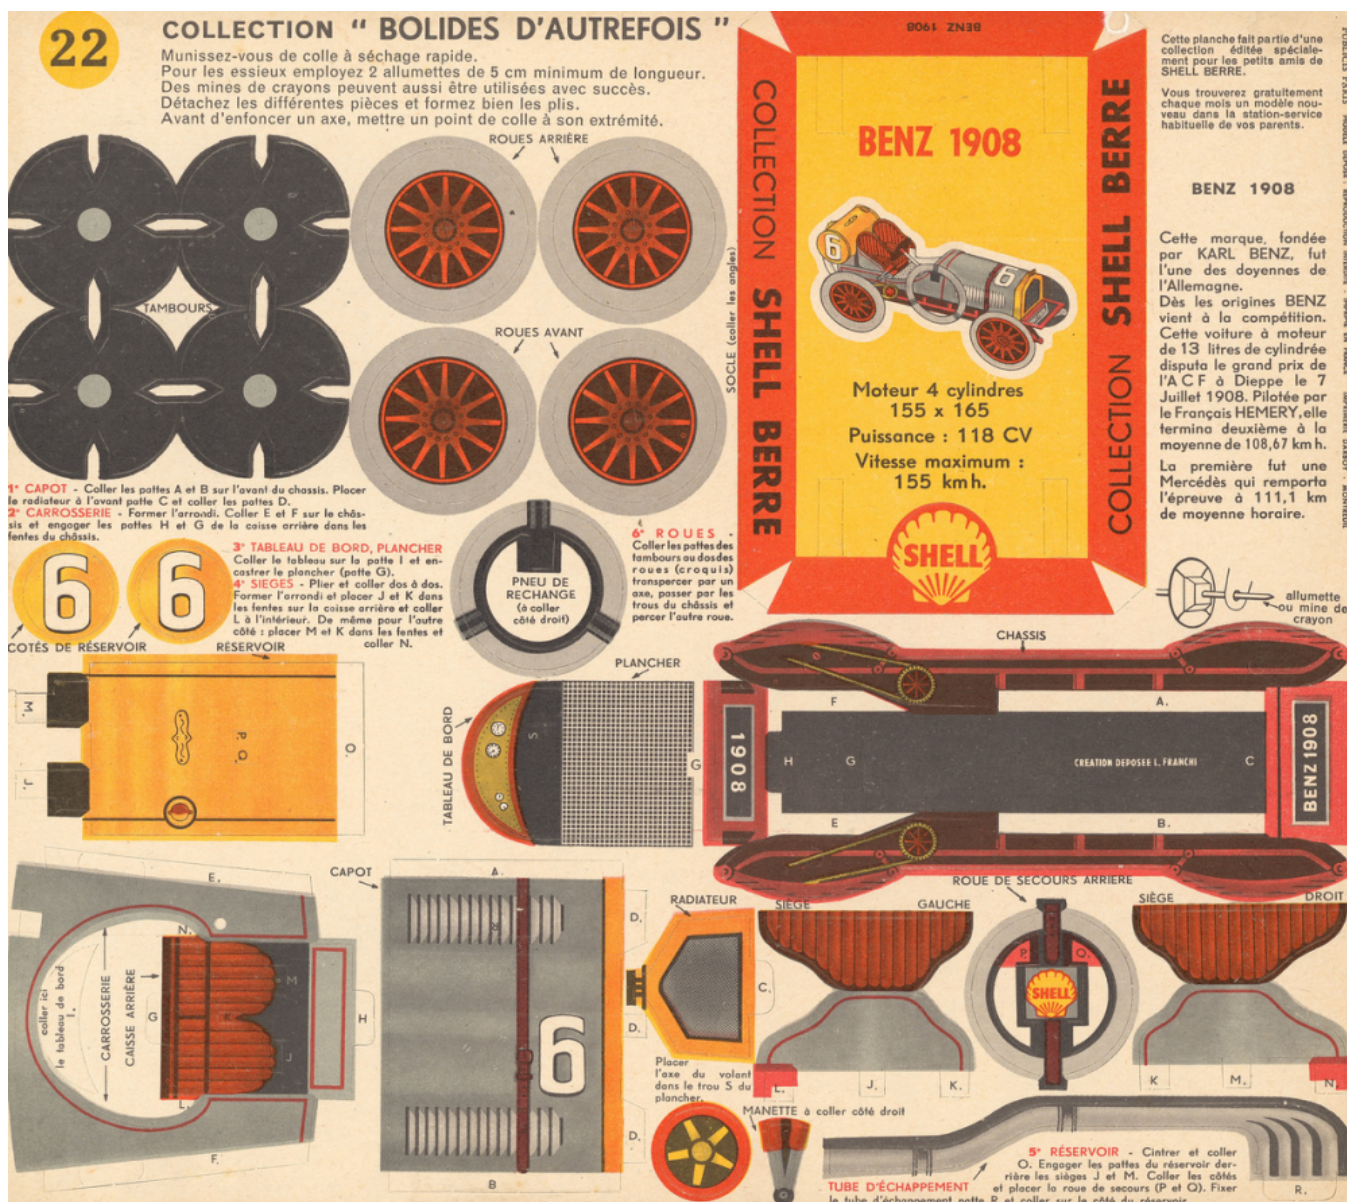 22
COLLECTION " BOLIDES D'AUTREFOIS "
Munissez-vous de colle à séchage rapide.
Pour les essieux employez 2 allumettes de 5 cm minimum de longueur.
Des mines de crayons peuvent aussi être utilisées avec succès.
Détachez les différentes pièces et formez bien les plis.
Avant d'enfoncer un axe, mettre un point de colle à son extrémité.
ROUES ARRIÈRE
TAMBOURS
ROUES AVANT
SOCLE (coller les angles)
BENZ 1908
COLLECTION SHELL BERRE
BENZ 1908
6
6
Moteur 4 cylindres
155 x 165
Puissance : 118 CV
Vitesse maximum :
155 kmh.
SHELL
COLLECTION SHELL BERRE
Cette planche fait partie d'une
collection éditée spéciale-
ment pour les petits amis de
SHELL BERRE.
Vous trouverez gratuitement
chaque mois un modèle nou-
veau dans la station-service
habituelle de vos parents.
BENZ 1908
Cette marque, fondée
par KARL BENZ, fut
l'une des doyennes de
l'Allemagne.
Dès les origines BENZ
vient à la compétition.
Cette voiture à moteur
de 13 litres de cylindrée
disputa le grand prix de
l'A C F à Dieppe le 7
Juillet 1908. Pilotée par
le Français HEMERY, elle
termina deuxième à la
moyenne de 108,67 km h.
La première fut une
Mercédès qui remporta
l'épreuve à 111,1 km
de moyenne horaire.
allumette
ou mine de
crayon
1° CAPOT - Coller les pattes A et B sur l'avant du chassis. Placer
le radiateur à l'avant patte C et coller les pattes D.
2° CARROSSERIE - Former l'arrondi. Coller E et F sur le châs-
sis et engager les pattes H et G de la caisse arrière dans les
fentes du châssis.
3° TABLEAU DE BORD, PLANCHER
Coller le tableau sur la patte I et en-
castrer le plancher (patte G).
4° SIEGES - Plier et coller dos à dos.
Former l'arrondi et placer J et K dans
les fentes sur la caisse arrière et coller
L à l'intérieur. De même pour l'autre
côté : placer M et K dans les fentes et
coller N.
6
6
COTÉS DE RÉSERVOIR
RÉSERVOIR
PNEU DE
RECHANGE
(à coller
côté droit)
6° ROUES -
Coller les pattes des
tambours au dos des
roues (croquis)
transpercer par un
axe, passer par les
trous du châssis et
percer l'autre roue.
M.
J.
P. Q.
O.
PLANCHER
TABLEAU DE BORD
S
G
CHASSIS
F
A.
1908
H
G
CREATION DEPOSEE L. FRANCHI
C
BENZ 1908
E
B.
E.
N.
coller ici
le tableau de bord
I.
CARROSSERIE
CAISSE ARRIÈRE
G
K
M
J
H
L.
F.
CAPOT
A.
D.
6
D.
D.
B
RADIATEUR
C.
Placer
l'axe du volant
dans le trou S du
plancher.
MANETTE à coller côté droit
ROUE DE SECOURS ARRIÈRE
SIÈGE GAUCHE
L.
J.
K.
P.
Q.
SHELL
SIÈGE DROIT
K
M.
N.
TUBE D'ÉCHAPPEMENT
R.
5° RÉSERVOIR - Cintrer et coller
O. Engager les pattes du réservoir der-
rière les sièges J et M. Coller les côtés
et placer la roue de secours (P et Q). Fixer
le tube d'échappement patte R et coller sur le côté du réservoir